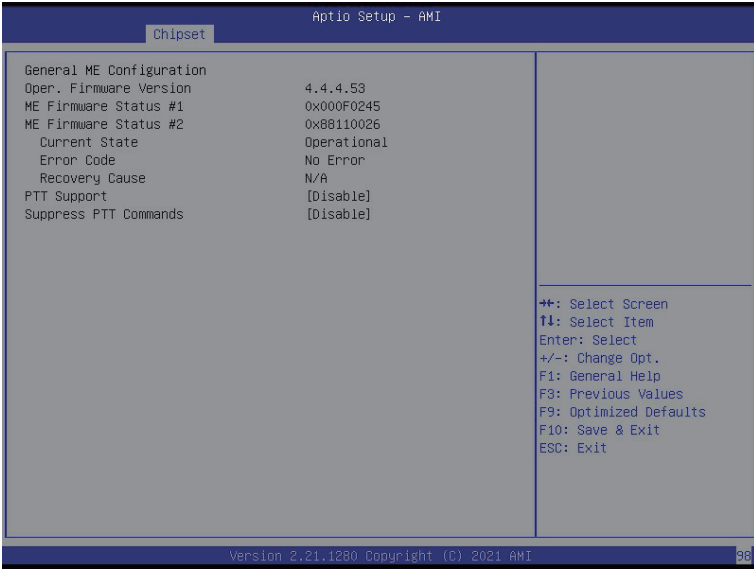 Aptio Setup – AMI
Chipset
General ME Configuration
Oper. Firmware Version 4.4.4.53
ME Firmware Status #1 0x000F0245
ME Firmware Status #2 0x88110026
Current State Operational
Error Code No Error
Recovery Cause N/A
PTT Support [Disable]
Suppress PTT Commands [Disable]
→←: Select Screen
↑↓: Select Item
Enter: Select
+/-: Change Opt.
F1: General Help
F3: Previous Values
F9: Optimized Defaults
F10: Save & Exit
ESC: Exit
Version 2.21.1280 Copyright (C) 2021 AMI
98